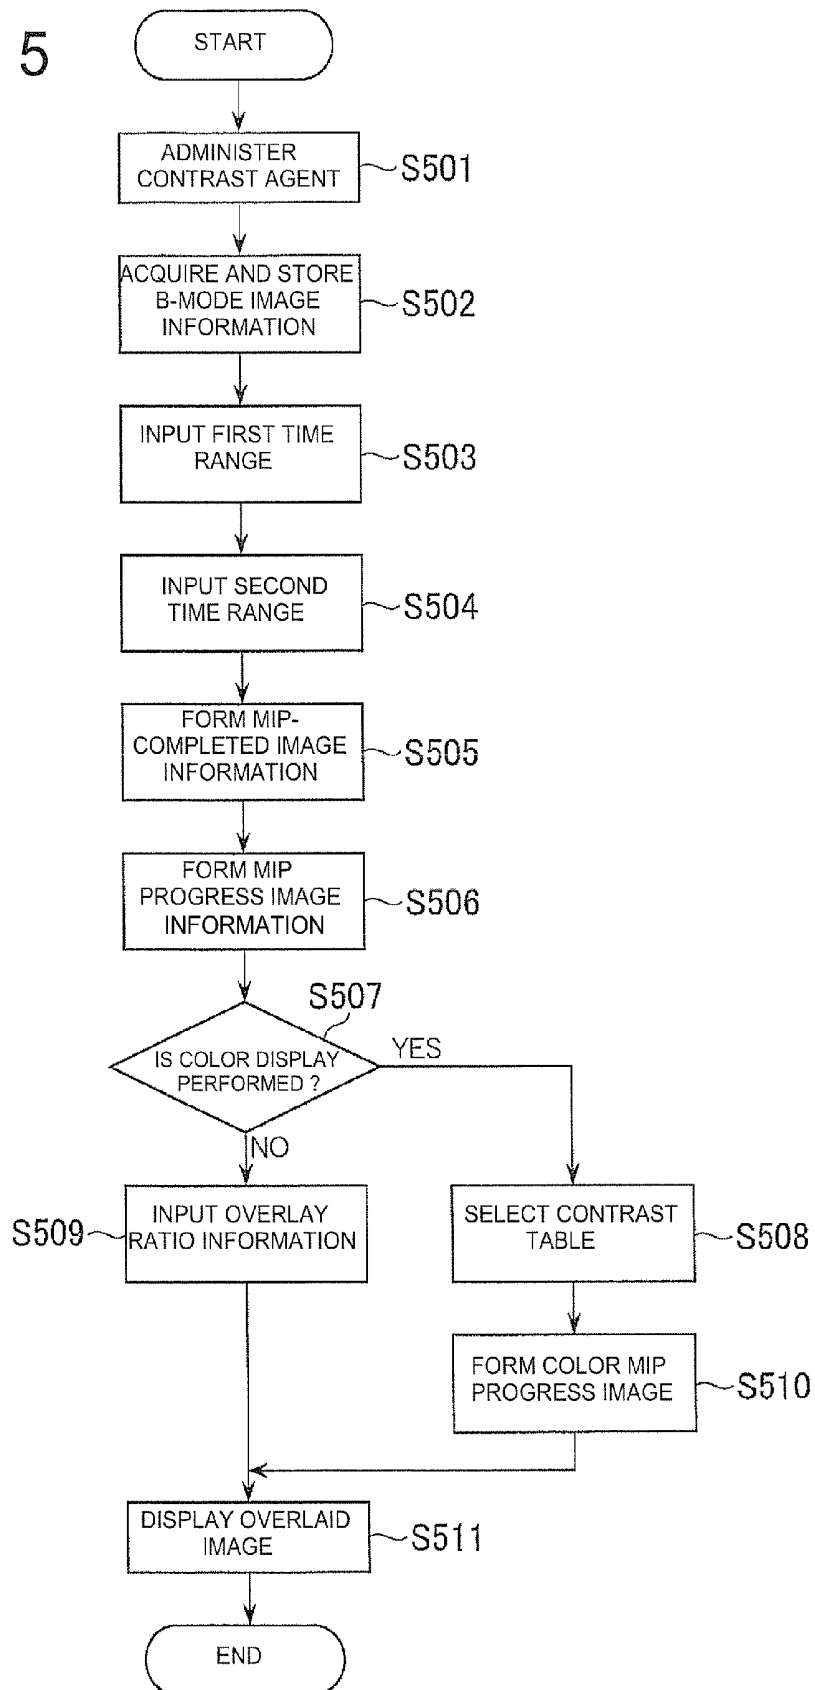 5
START
ADMINISTER
CONTRAST AGENT
S501
ACQUIRE AND STORE
B-MODE IMAGE
INFORMATION
S502
INPUT FIRST TIME
RANGE
S503
INPUT SECOND
TIME RANGE
S504
FORM MIP-
COMPLETED IMAGE
INFORMATION
S505
FORM MIP
PROGRESS IMAGE
INFORMATION
S506
S507
IS COLOR DISPLAY
PERFORMED ?
YES
NO
S509
INPUT OVERLAY
RATIO INFORMATION
SELECT CONTRAST
TABLE
S508
FORM COLOR MIP
PROGRESS IMAGE
S510
DISPLAY OVERLAID
IMAGE
S511
END